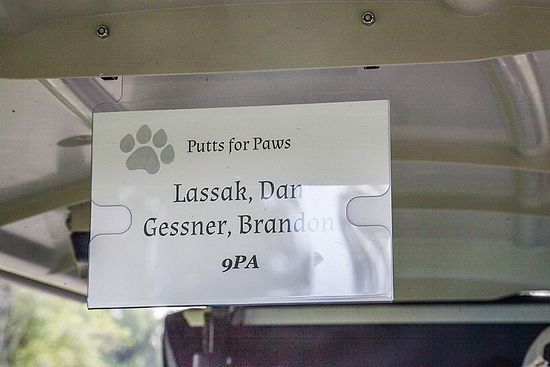 Putts for Paws
Lassak, Dan
Gessner, Brandon
9PA